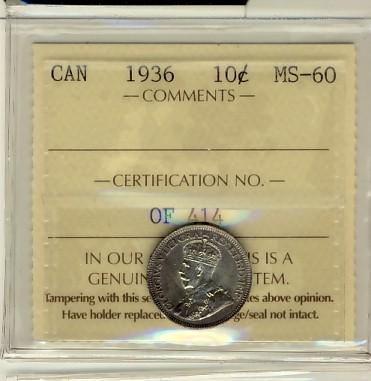 CAN 1936 10¢ MS-60
— COMMENTS —
— CERTIFICATION NO. —
OF 414
IN OUR IS IS A
GENUIN TEM.
Tampering with this se es above opinion.
Have holder replace ge/seal not intact.